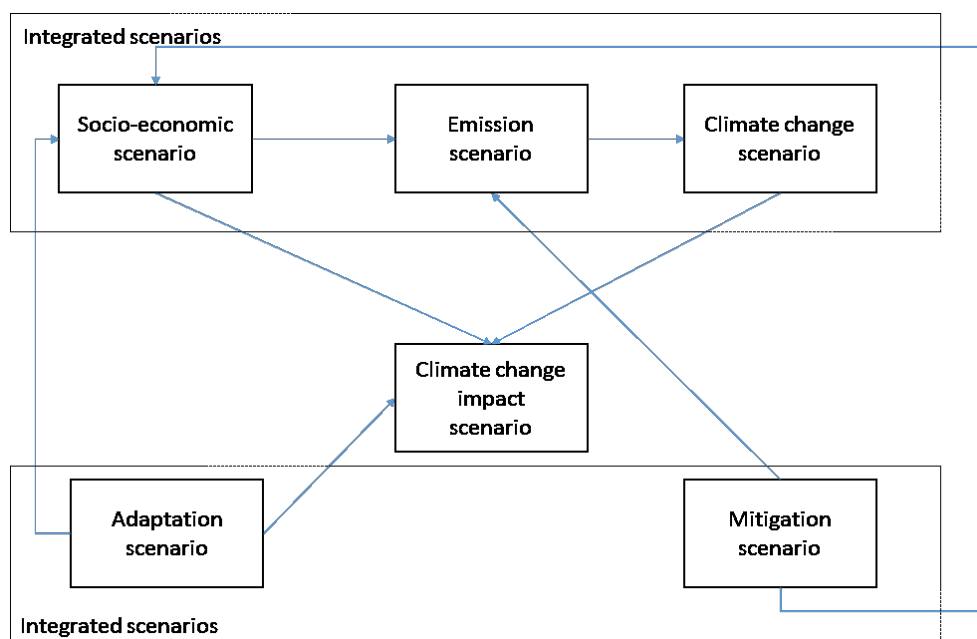 Integrated scenarios
Socio-economic
scenario
Emission
scenario
Climate change
scenario
Climate change
impact
scenario
Adaptation
scenario
Mitigation
scenario
Integrated scenarios